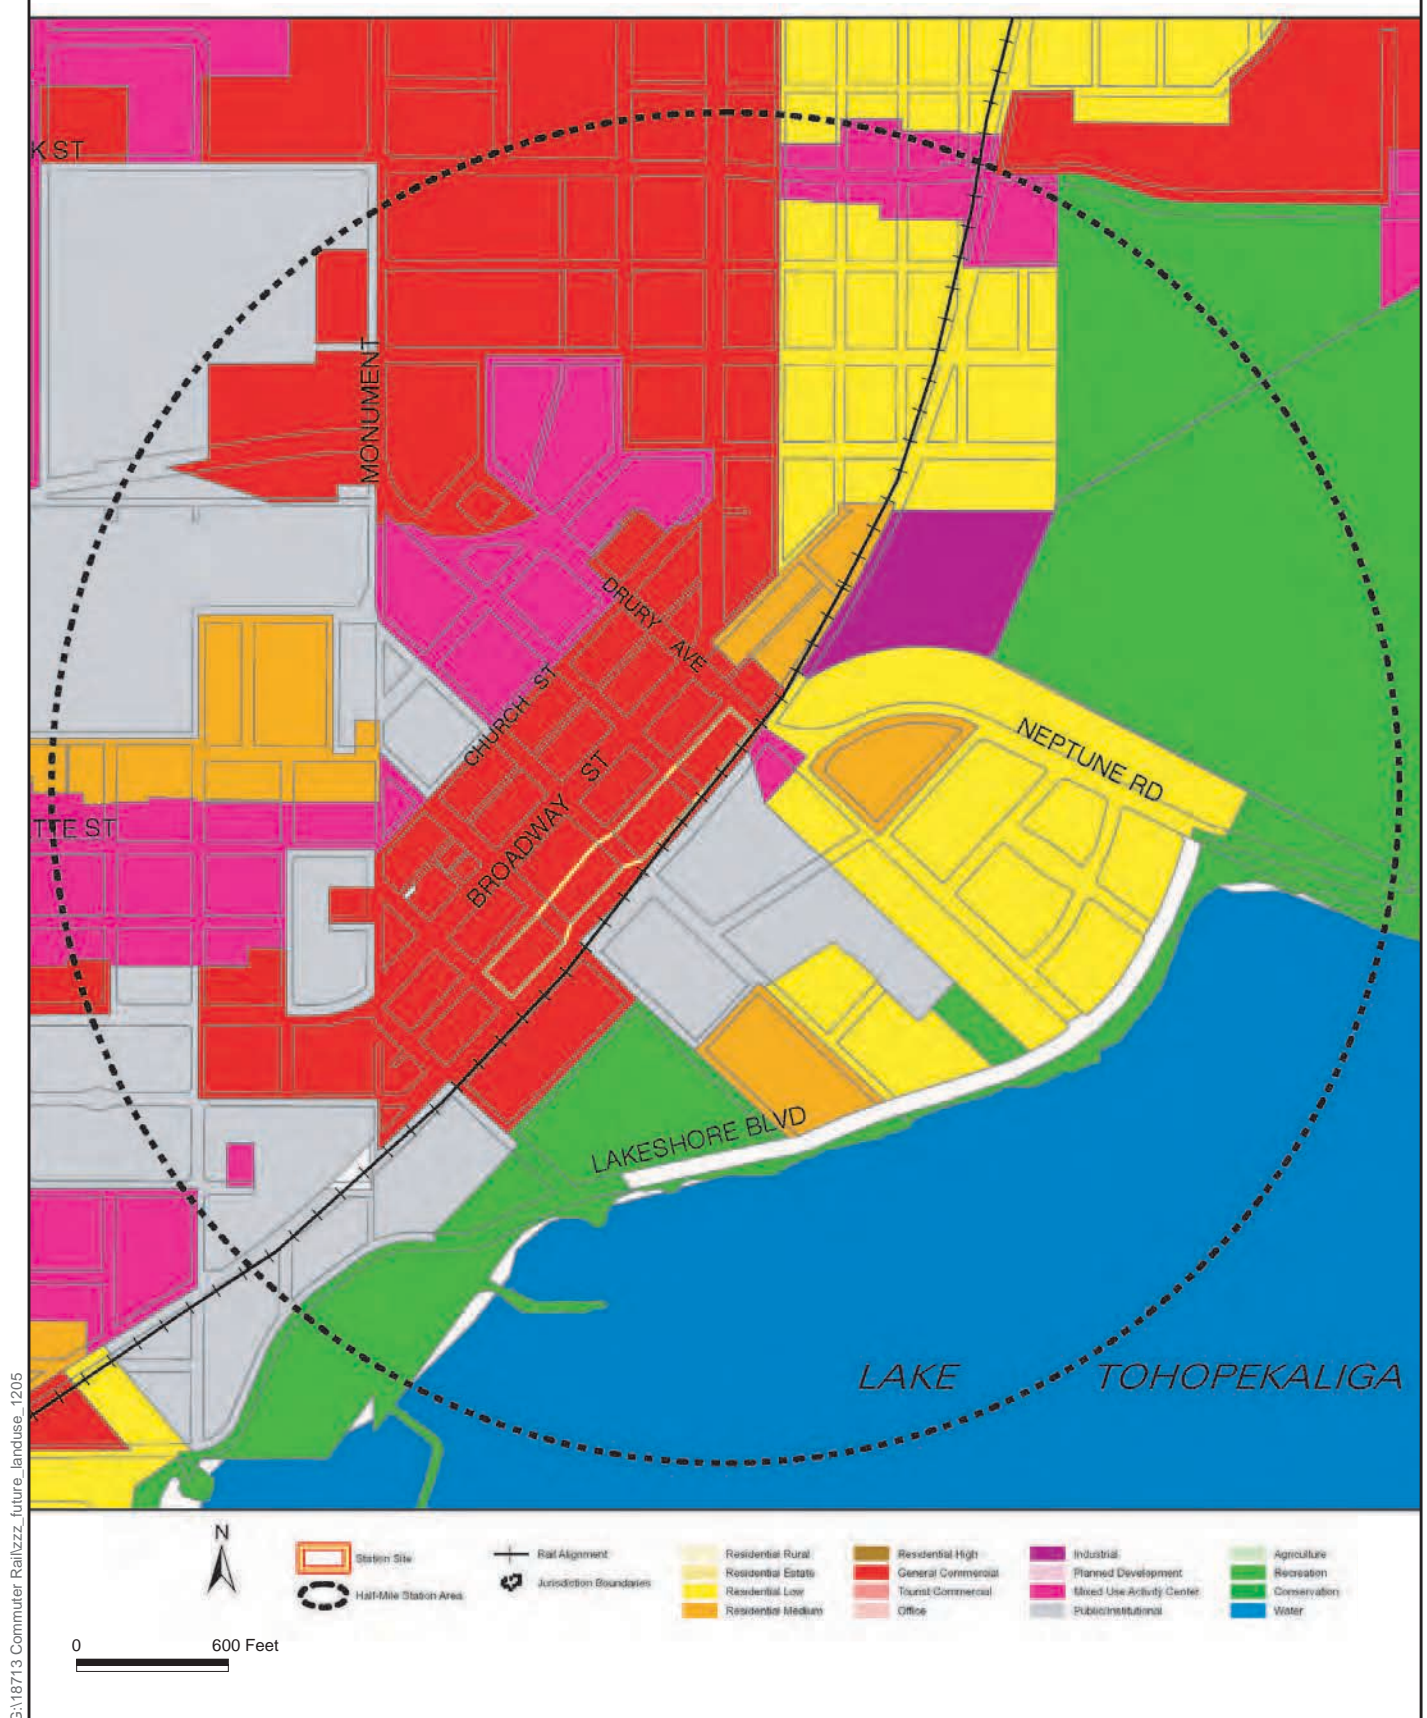 K ST
MONUMENT
DRURY AVE
CHURCH ST
BROADWAY ST
NEPTUNE RD
TTE ST
LAKESHORE BLVD
LAKE TOHOPEKALIGA
G:\18713 Commuter Rail\zzz_future_landuse_1205
N
Station Site
Half-Mile Station Area
Rail Alignment
Jurisdiction Boundaries
Residential Rural
Residential Estate
Residential Low
Residential Medium
Residential High
General Commercial
Tourist Commercial
Office
Industrial
Planned Development
Mixed Use Activity Center
Public/Institutional
Agriculture
Recreation
Conservation
Water
0 600 Feet